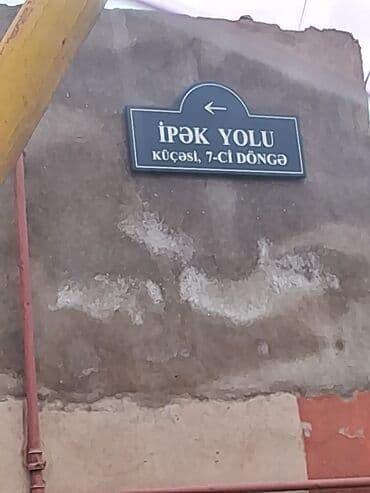 ←
İPƏK YOLU
KÜÇƏSİ, 7-Cİ DÖNGƏ